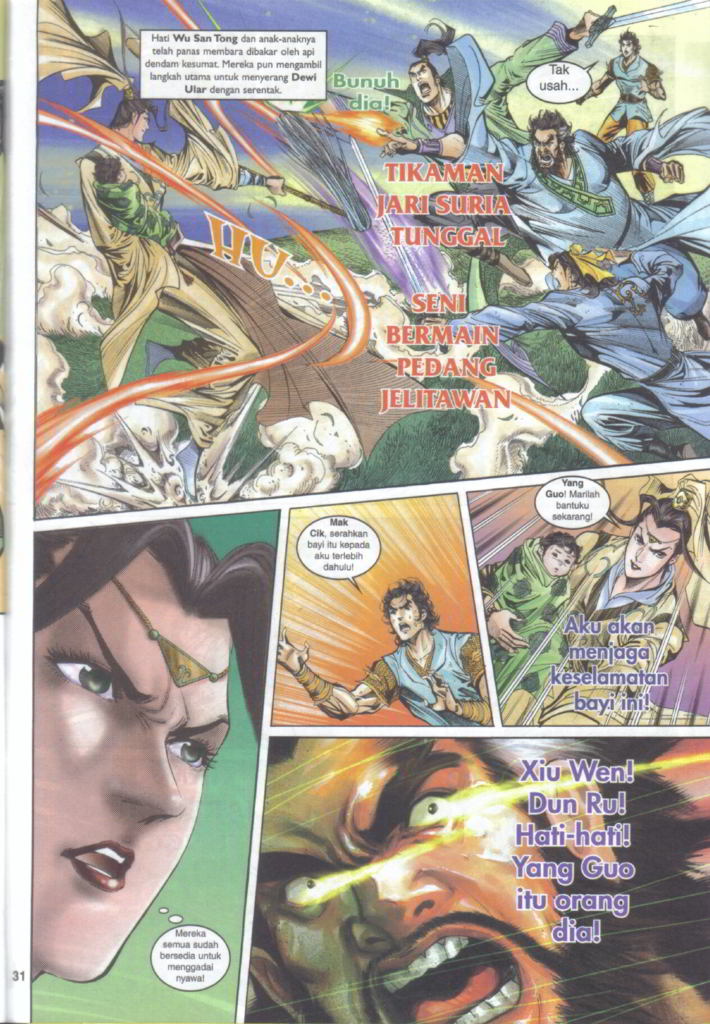 Hati Wu San Tong dan anak-anaknya
telah panas membara dibakar oleh api
dendam kesumat. Mereka pun mengambil
langkah utama untuk menyerang Dewi
Ular dengan serentak.
Bunuh
dia!
Tak
usah...
TIKAMAN
JARI SURIA
TUNGGAL
HU...
SENI
BERMAIN
PEDANG
JELITAWAN
Mak
Cik, serahkan
bayi itu kepada
aku terlebih
dahulu!
Yang
Guo! Marilah
bantuku
sekarang!
Aku akan
menjaga
keselamatan
bayi ini!
Mereka
semua sudah
bersedia untuk
menggadai
nyawa!
Xiu Wen!
Dun Ru!
Hati-hati!
Yang Guo
itu orang
dia!
31